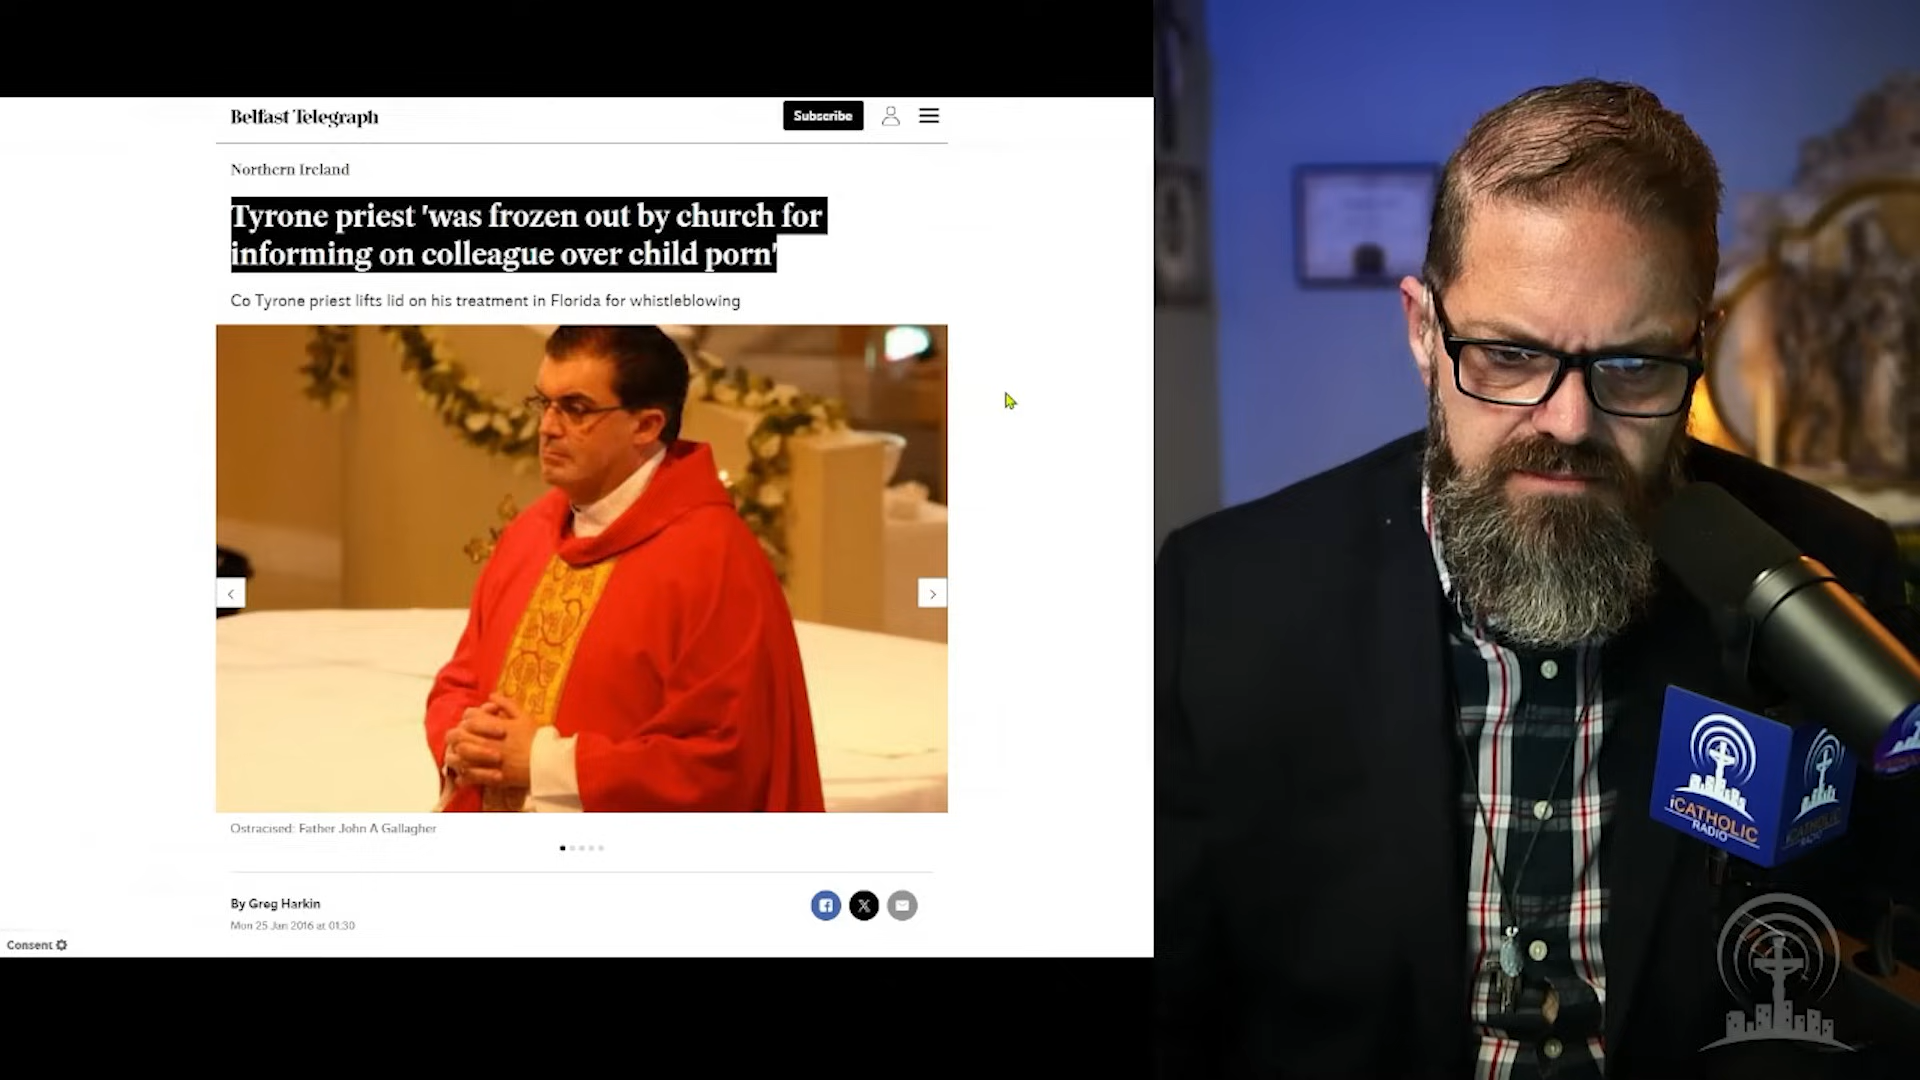 Belfast Telegraph
Subscribe
Northern Ireland
Tyrone priest 'was frozen out by church for
informing on colleague over child porn'
Co Tyrone priest lifts lid on his treatment in Florida for whistleblowing
Ostracised: Father John A Gallagher
By Greg Harkin
Mon 25 Jan 2016 at 01:30
Consent
iCATHOLIC
RADIO
iCATHOLIC
RADIO